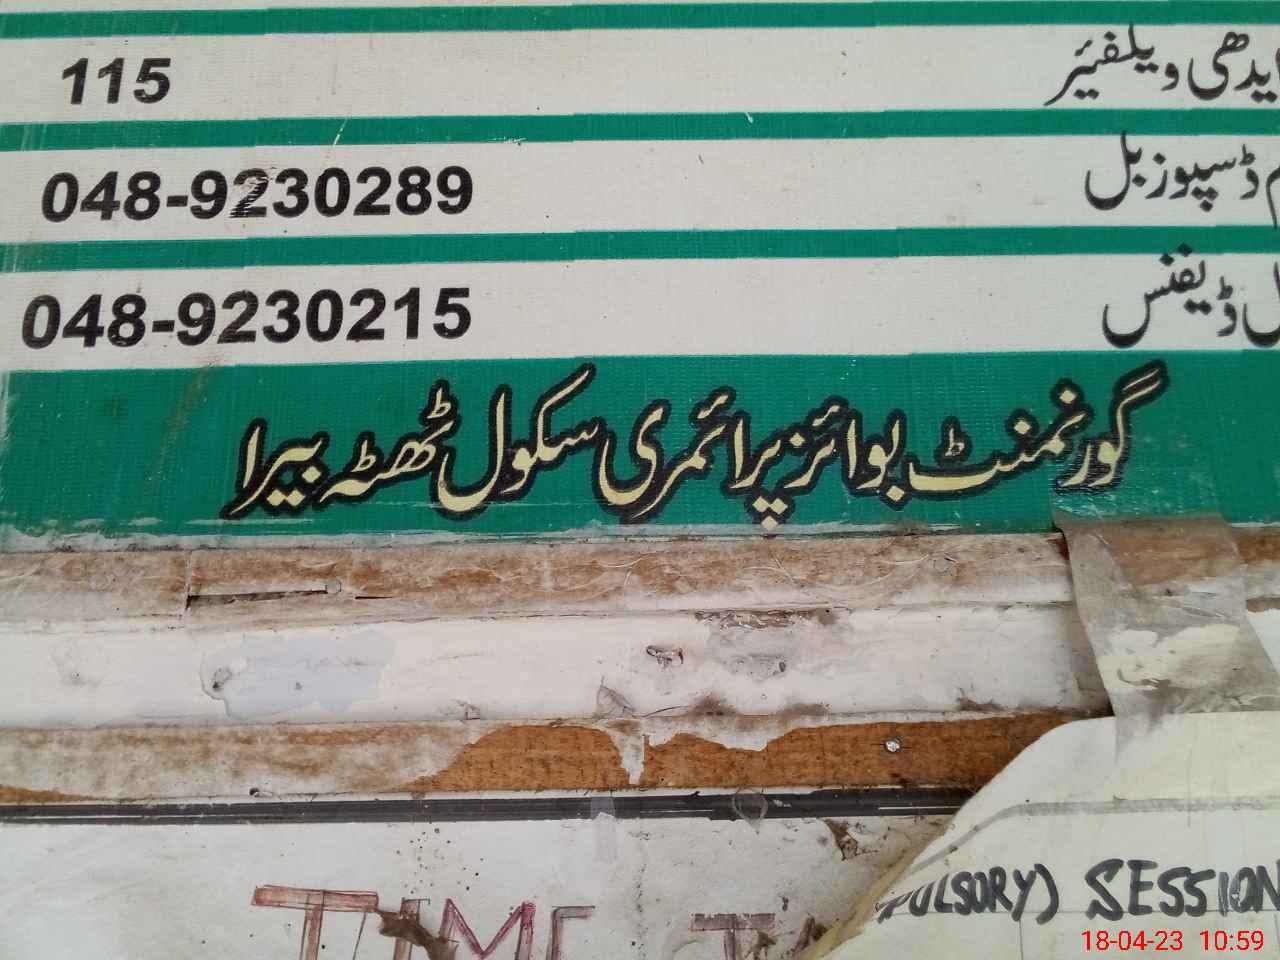 ایدھی ویلفیئر 115
ڈسپوزبل 048-9230289
ڈیفنس 048-9230215
گورنمنٹ بوائز پرائمری سکول ٹھٹہ بیرا
TIME
SESSION
18-04-23 10:59